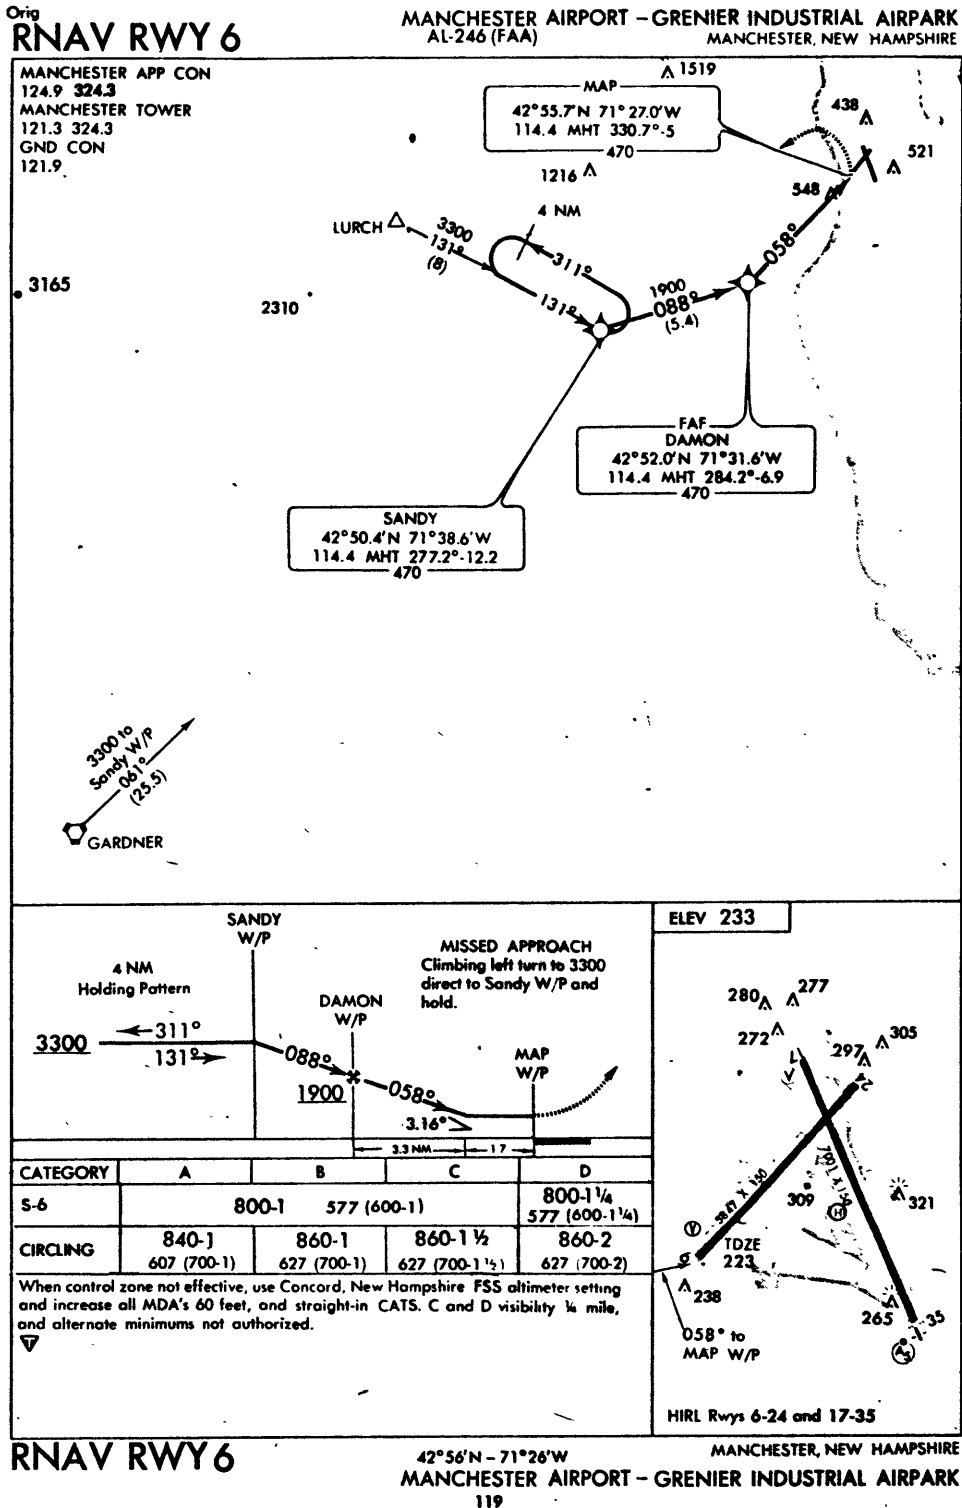 Orig
RNAV RWY 6
MANCHESTER AIRPORT – GRENIER INDUSTRIAL AIRPARK
AL-246 (FAA)
MANCHESTER, NEW HAMPSHIRE
MANCHESTER APP CON
124.9 324.3
MANCHESTER TOWER
121.3 324.3
GND CON
121.9
1519
MAP
42°55.7'N 71°27.0'W
114.4 MHT 330.7°-5
470
438
521
1216
548
LURCH
3300
131°
(8)
4 NM
311°
131°
058°
1900
088°
(5.4)
3165
2310
FAF
DAMON
42°52.0'N 71°31.6'W
114.4 MHT 284.2°-6.9
470
SANDY
42°50.4'N 71°38.6'W
114.4 MHT 277.2°-12.2
470
3300 to
Sandy W/P
061°
(25.5)
GARDNER
SANDY
W/P
4 NM
Holding Pattern
3300
311°
131°
088°
DAMON
W/P
1900
058°
3.16°
MAP
W/P
3.3 NM
1.7
MISSED APPROACH
Climbing left turn to 3300
direct to Sandy W/P and
hold.
CATEGORY A B C D
S-6 800-1 577 (600-1) 800-1¼
577 (600-1¼)
CIRCLING 840-1 860-1 860-1½ 860-2
607 (700-1) 627 (700-1) 627 (700-1½) 627 (700-2)
When control zone not effective, use Concord, New Hampshire FSS altimeter setting
and increase all MDA's 60 feet, and straight-in CATS. C and D visibility ¼ mile,
and alternate minimums not authorized.
T
ELEV 233
280
277
272
297
305
17
24
5847 X 150
7001 X 150
309
H
321
V
TDZE
223
6
238
265
35
A5
058° to
MAP W/P
HIRL Rwys 6-24 and 17-35
RNAV RWY 6
42°56'N – 71°26'W
MANCHESTER, NEW HAMPSHIRE
MANCHESTER AIRPORT – GRENIER INDUSTRIAL AIRPARK
119